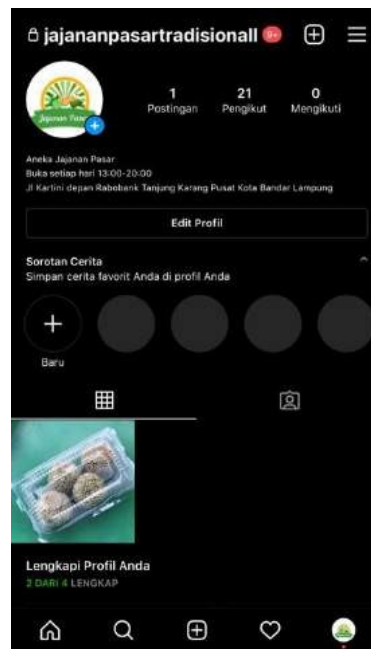 jajananpasartradisionall 9+
Jajanan Pasar
1 21 0
Postingan Pengikut Mengikuti
Aneka Jajanan Pasar
Buka setiap hari 13:00-20:00
Jl Kartini depan Rabobank Tanjung Karang Pusat Kota Bandar Lampung
Edit Profil
Sorotan Cerita
Simpan cerita favorit Anda di profil Anda
Baru
Lengkapi Profil Anda
2 DARI 4 LENGKAP